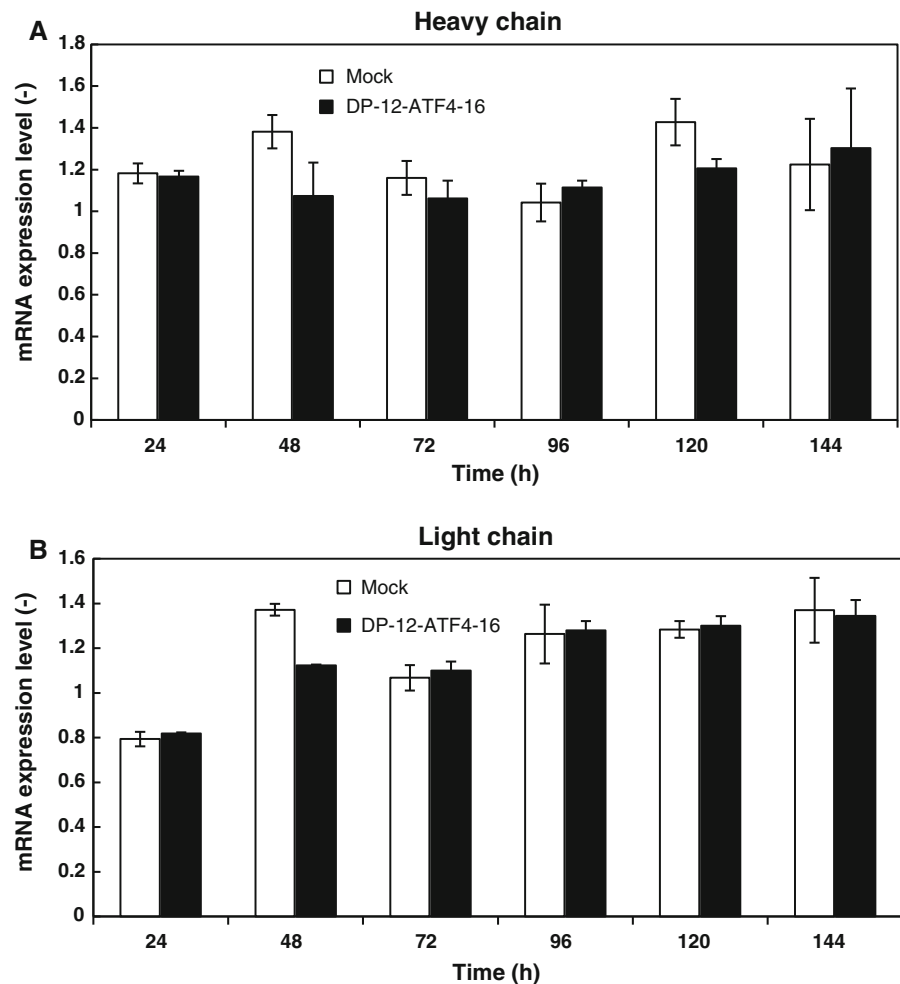 A
Heavy chain
mRNA expression level (-)
1.8
1.6
1.4
1.2
1
0.8
0.6
0.4
0.2
0
Mock
DP-12-ATF4-16
24 48 72 96 120 144
Time (h)
B
Light chain
mRNA expression level (-)
1.6
1.4
1.2
1
0.8
0.6
0.4
0.2
0
Mock
DP-12-ATF4-16
24 48 72 96 120 144
Time (h)